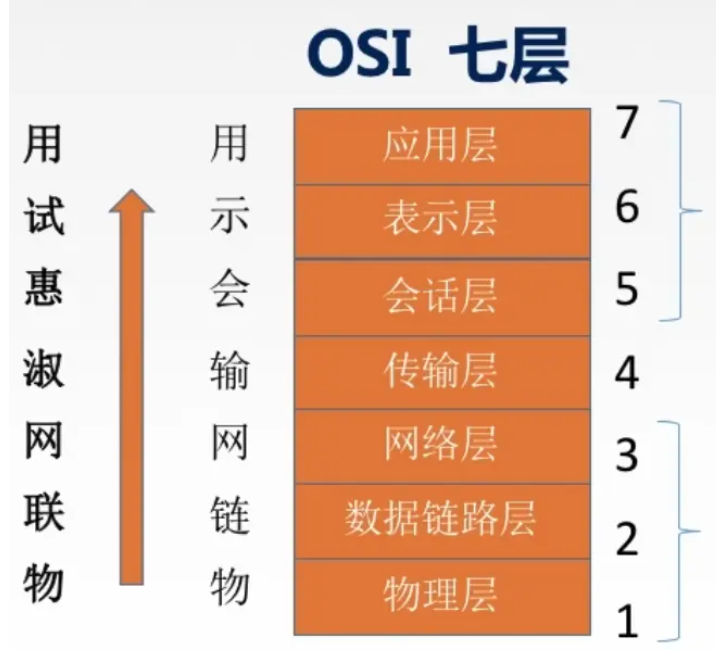 OSI 七层
用 用 应用层 7
试 示 表示层 6
惠 会 会话层 5
淑 输 传输层 4
网 网 网络层 3
联 链 数据链路层 2
物 物 物理层 1